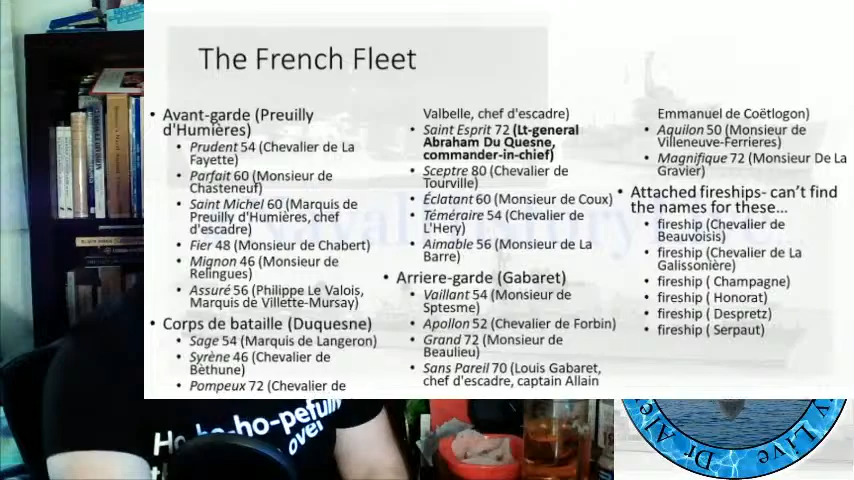 The French Fleet
• Avant-garde (Preuilly
d'Humières)
• Prudent 54 (Chevalier de La
Fayette)
• Parfait 60 (Monsieur de
Chasteneuf)
• Saint Michel 60 (Marquis de
Preuilly d'Humières, chef
d'escadre)
• Fier 48 (Monsieur de Chabert)
• Mignon 46 (Monsieur de
Relingues)
• Assuré 56 (Philippe Le Valois,
Marquis de Villette-Mursay)
• Corps de bataille (Duquesne)
• Sage 54 (Marquis de Langeron)
• Syrène 46 (Chevalier de
Béthune)
• Pompeux 72 (Chevalier de
Valbelle, chef d'escadre)
• Saint Esprit 72 (Lt-general
Abraham Du Quesne,
commander-in-chief)
• Sceptre 80 (Chevalier de
Tourville)
• Éclatant 60 (Monsieur de Coux)
• Téméraire 54 (Chevalier de
L'Hery)
• Aimable 56 (Monsieur de La
Barre)
• Arriere-garde (Gabaret)
• Vaillant 54 (Monsieur de
Sptesme)
• Apollon 52 (Chevalier de Forbin)
• Grand 72 (Monsieur de
Beaulieu)
• Sans Pareil 70 (Louis Gabaret,
chef d'escadre, captain Allain
Emmanuel de Coëtlogon)
• Aquilon 50 (Monsieur de
Villeneuve-Ferrieres)
• Magnifique 72 (Monsieur De La
Gravier)
• Attached fireships- can't find
the names for these...
• fireship (Chevalier de
Beauvoisis)
• fireship (Chevalier de La
Galissonière)
• fireship ( Champagne)
• fireship ( Honorat)
• fireship ( Despretz)
• fireship ( Serpaut)
Ho-ho-ho-pefully
over
Live Dr Ale